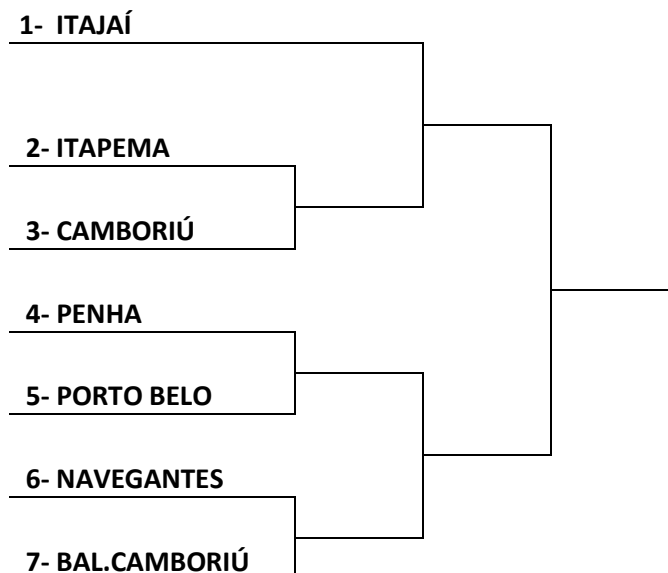 1- ITAJAÍ
2- ITAPEMA
3- CAMBORIÚ
4- PENHA
5- PORTO BELO
6- NAVEGANTES
7- BAL.CAMBORIÚ